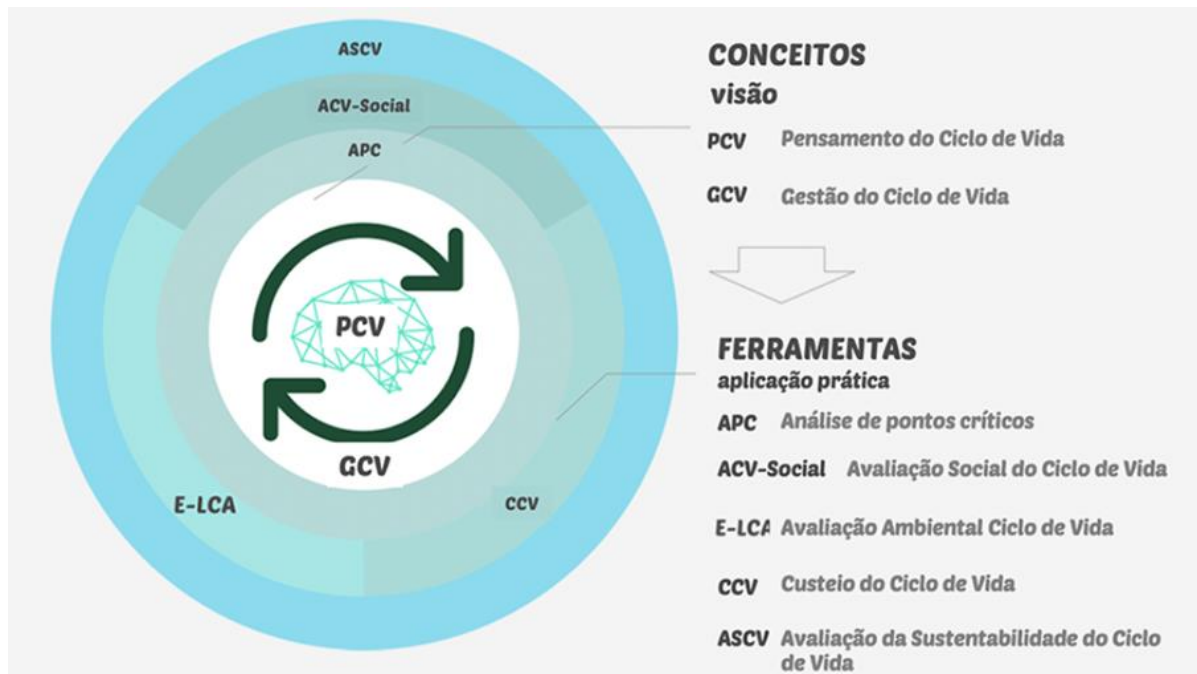 ASCV
ACV-Social
APC
PCV
GCV
E-LCA
CCV
CONCEITOS
visão
PCV Pensamento do Ciclo de Vida
GCV Gestão do Ciclo de Vida
FERRAMENTAS
aplicação prática
APC Análise de pontos críticos
ACV-Social Avaliação Social do Ciclo de Vida
E-LCA Avaliação Ambiental Ciclo de Vida
CCV Custeio do Ciclo de Vida
ASCV Avaliação da Sustentabilidade do Ciclo
de Vida